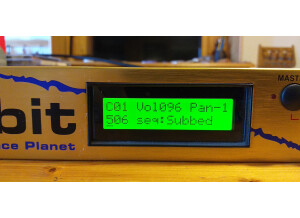 MAST
C01 Vol096 Pan-1
506 seq:Subbed
bit
ce Planet